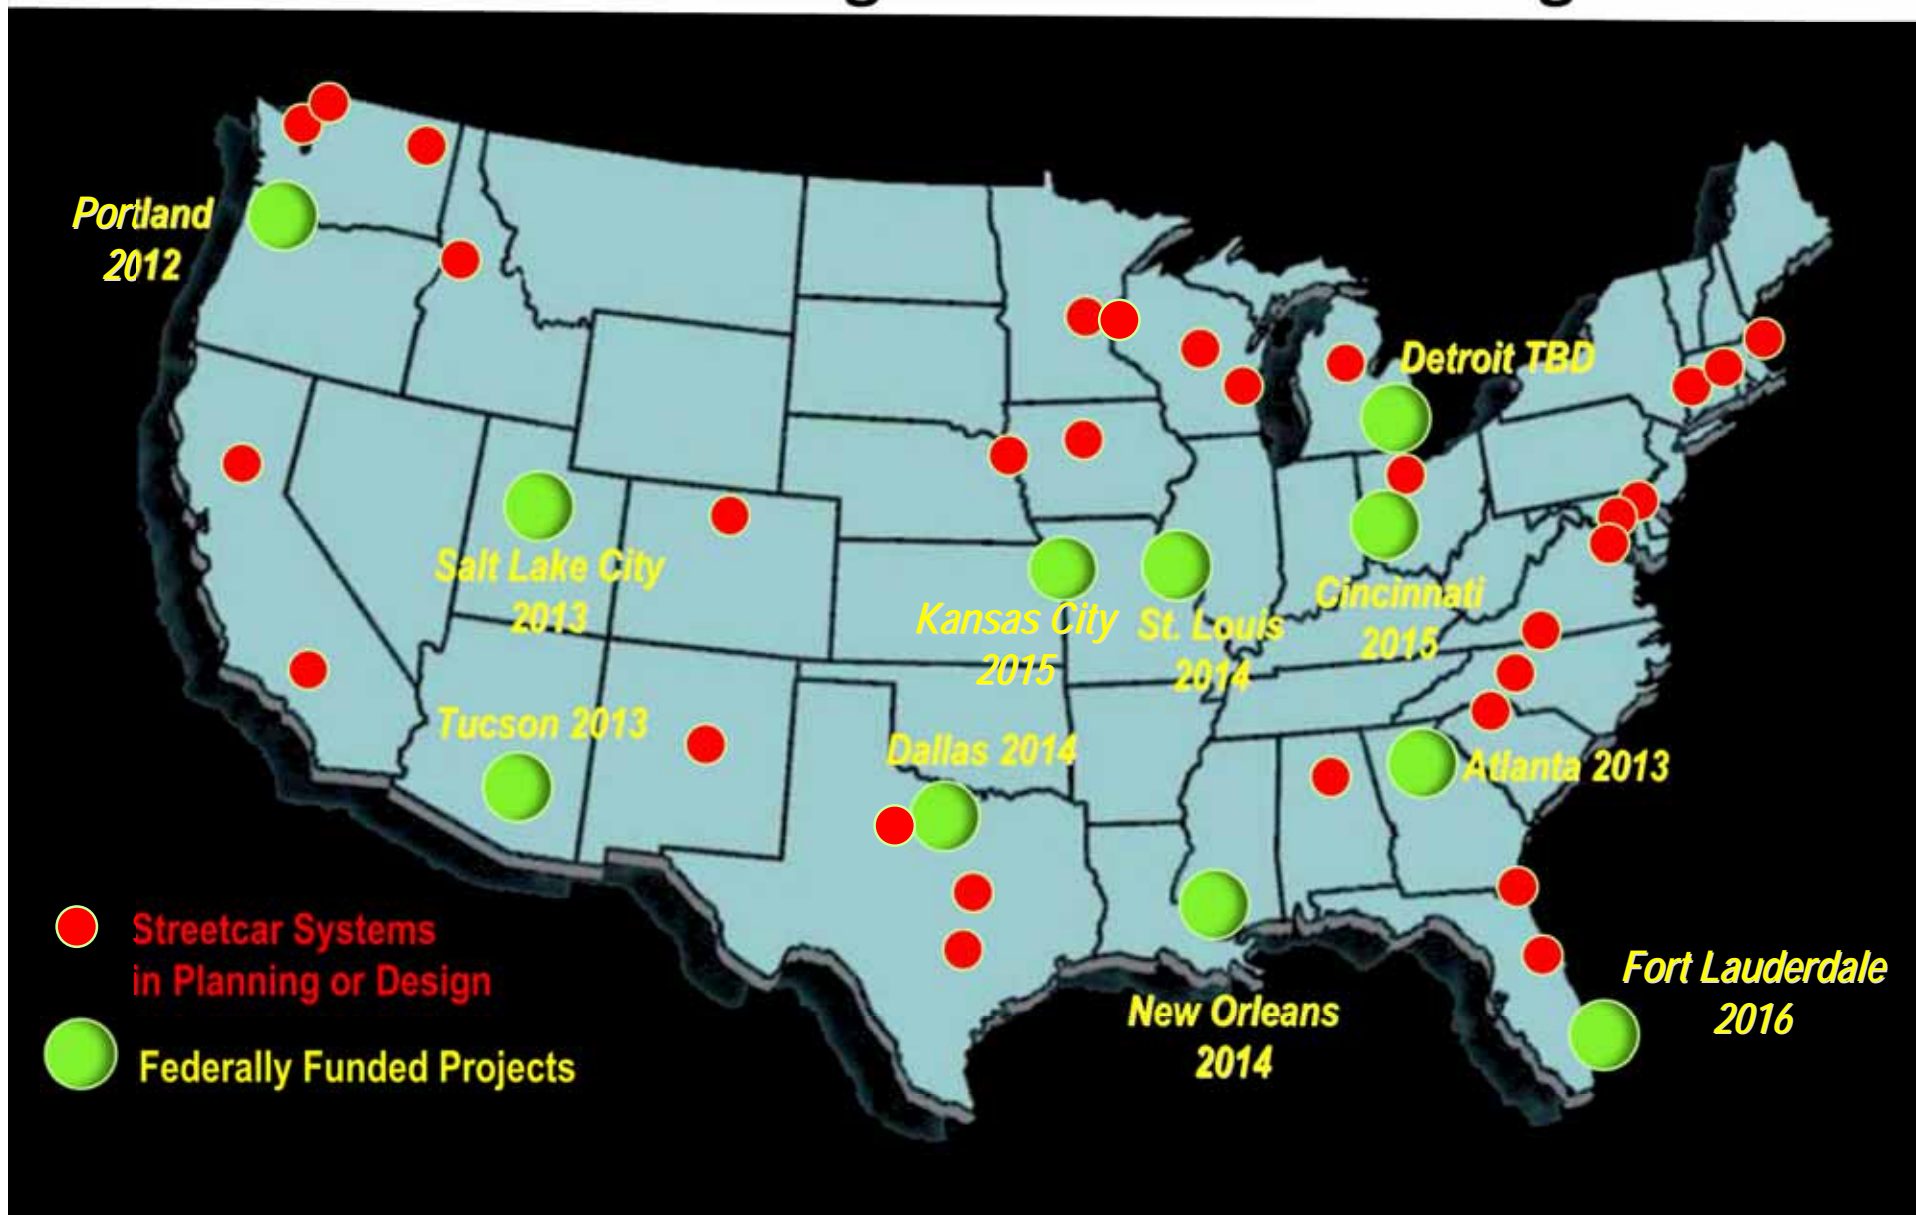 Portland
2012
Detroit TBD
Salt Lake City
2013
Kansas City
2015
St. Louis
2014
Cincinnati
2015
Tucson 2013
Dallas 2014
Atlanta 2013
Streetcar Systems
in Planning or Design
Federally Funded Projects
New Orleans
2014
Fort Lauderdale
2016